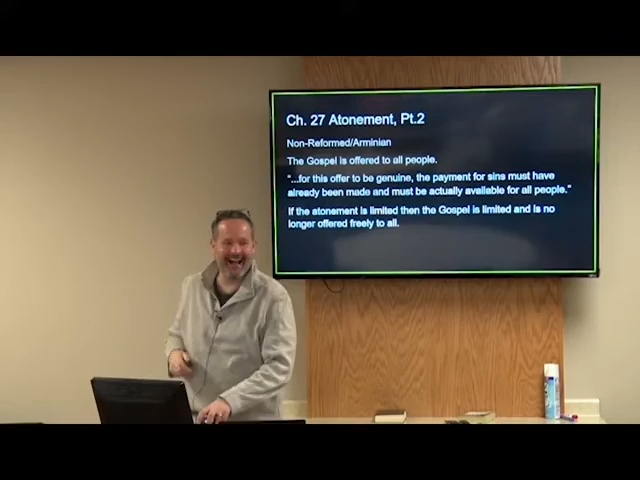 Ch. 27 Atonement, Pt.2
Non-Reformed/Arminian
The Gospel is offered to all people.
“...for this offer to be genuine, the payment for sins must have
already been made and must be actually available for all people.”
If the atonement is limited then the Gospel is limited and is no
longer offered freely to all.